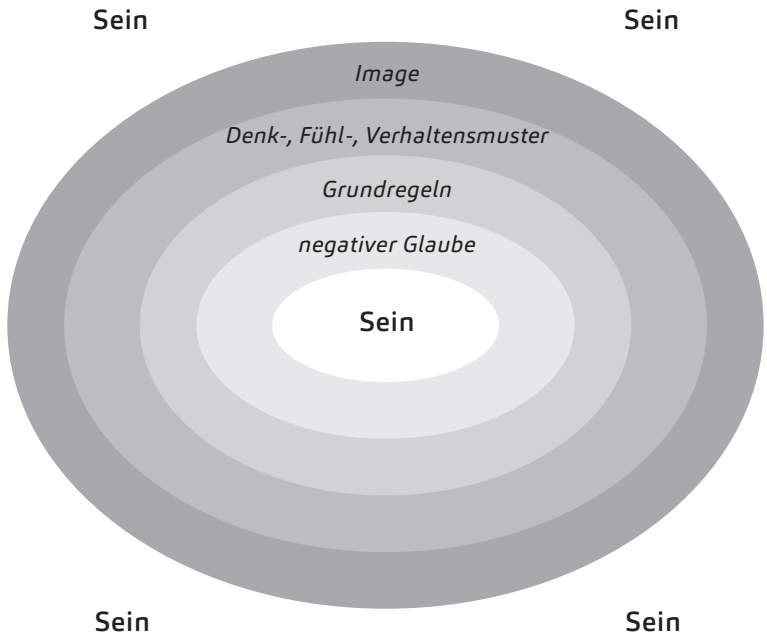 Sein
Sein
Image
Denk-, Fühl-, Verhaltensmuster
Grundregeln
negativer Glaube
Sein
Sein
Sein